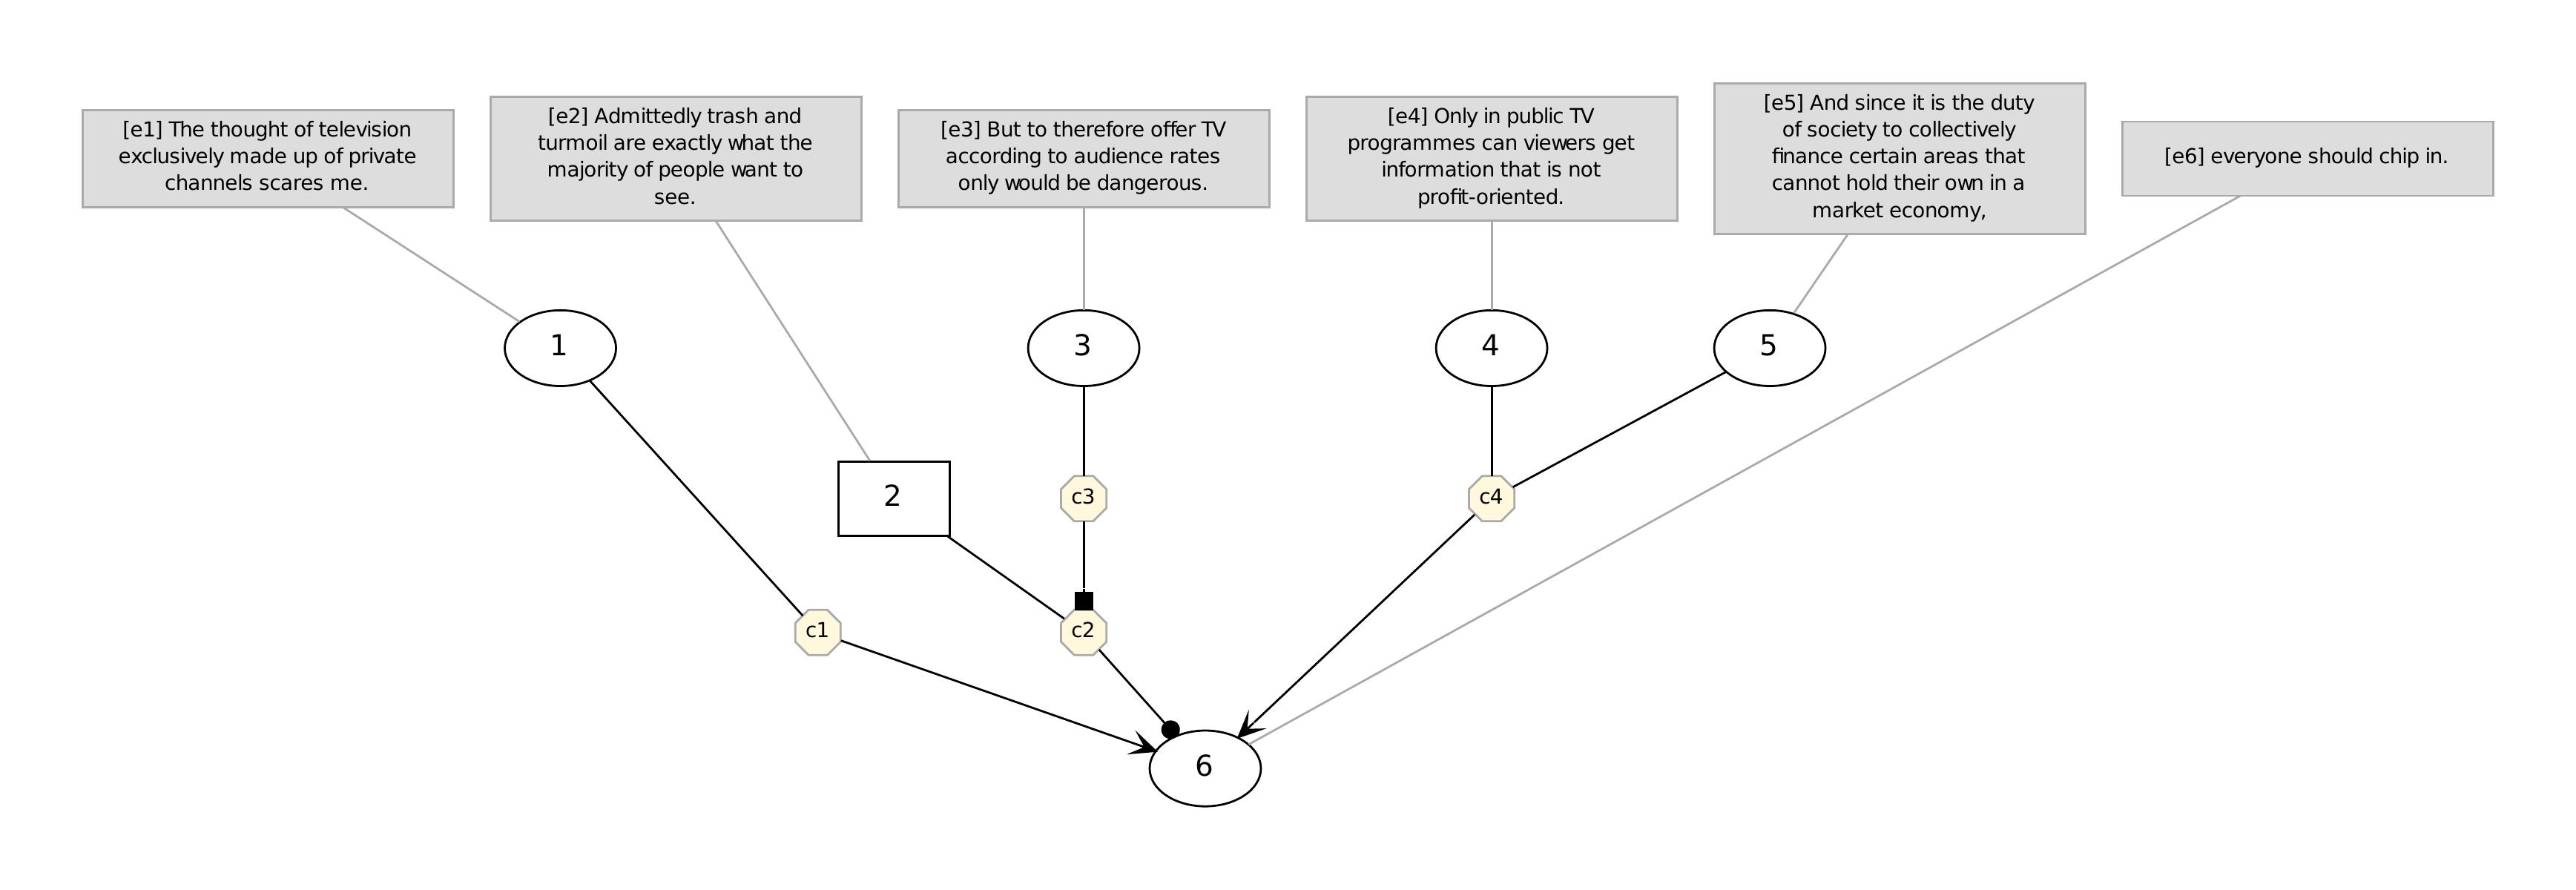 [e1] The thought of television
exclusively made up of private
channels scares me.
[e2] Admittedly trash and
turmoil are exactly what the
majority of people want to
see.
[e3] But to therefore offer TV
according to audience rates
only would be dangerous.
[e4] Only in public TV
programmes can viewers get
information that is not
profit-oriented.
[e5] And since it is the duty
of society to collectively
finance certain areas that
cannot hold their own in a
market economy,
[e6] everyone should chip in.
1
3
4
5
2
c3
c4
c1
c2
6